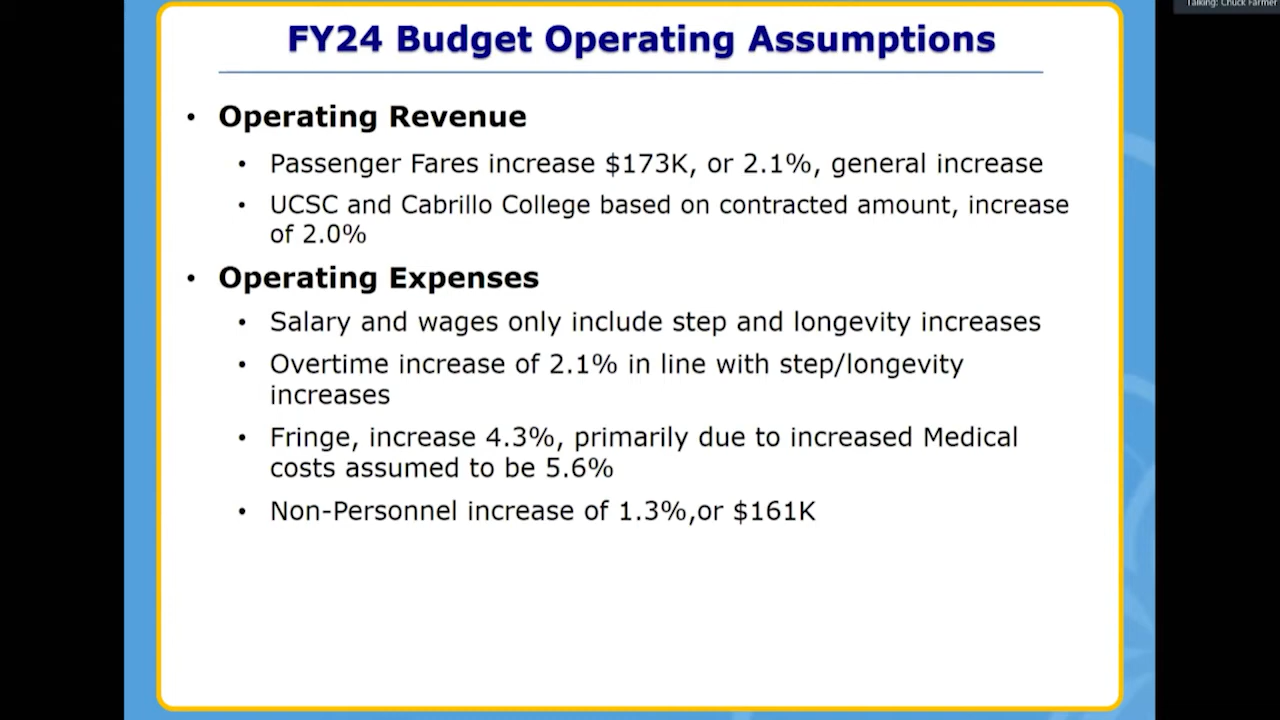 Talking: Chuck Farmer
FY24 Budget Operating Assumptions
• Operating Revenue
• Passenger Fares increase $173K, or 2.1%, general increase
• UCSC and Cabrillo College based on contracted amount, increase
of 2.0%
• Operating Expenses
• Salary and wages only include step and longevity increases
• Overtime increase of 2.1% in line with step/longevity
increases
• Fringe, increase 4.3%, primarily due to increased Medical
costs assumed to be 5.6%
• Non-Personnel increase of 1.3%,or $161K